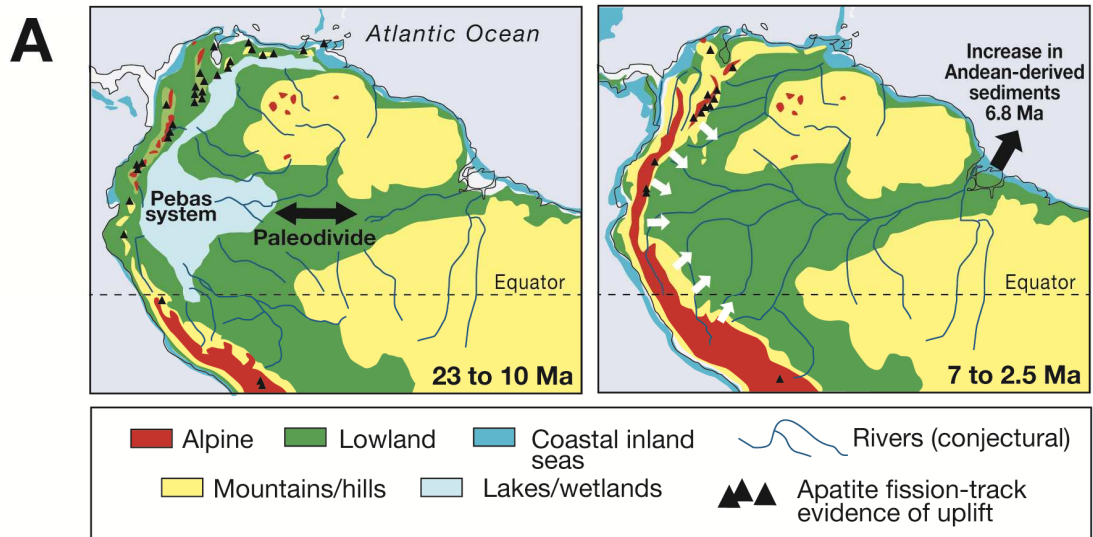 A
Atlantic Ocean
Pebas
system
Paleodivide
Equator
23 to 10 Ma
Increase in
Andean-derived
sediments
6.8 Ma
Equator
7 to 2.5 Ma
Alpine
Lowland
Coastal inland
seas
Rivers (conjectural)
Mountains/hills
Lakes/wetlands
Apatite fission-track
evidence of uplift